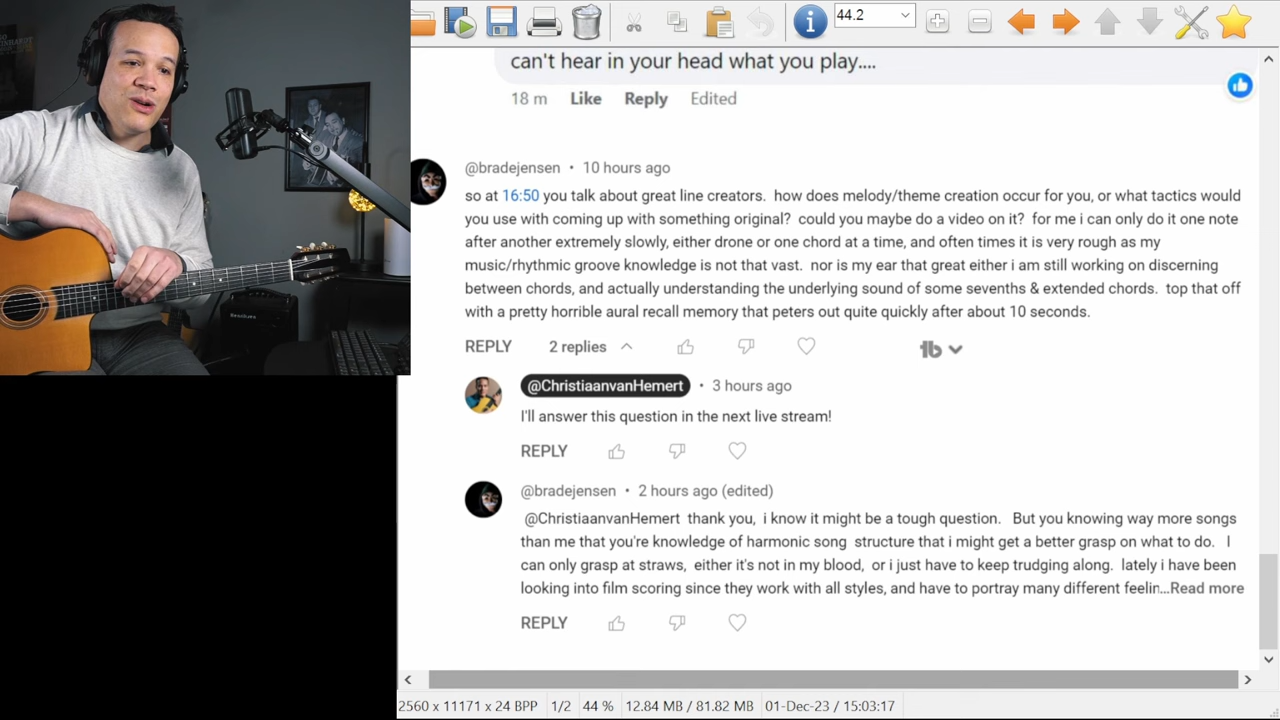 44.2
can't hear in your head what you play....
18 m Like Reply Edited
@bradejensen • 10 hours ago
so at 16:50 you talk about great line creators. how does melody/theme creation occur for you, or what tactics would
you use with coming up with something original? could you maybe do a video on it? for me i can only do it one note
after another extremely slowly, either drone or one chord at a time, and often times it is very rough as my
music/rhythmic groove knowledge is not that vast. nor is my ear that great either i am still working on discerning
between chords, and actually understanding the underlying sound of some sevenths & extended chords. top that off
with a pretty horrible aural recall memory that peters out quite quickly after about 10 seconds.
REPLY 2 replies
@ChristiaanvanHemert • 3 hours ago
I'll answer this question in the next live stream!
REPLY
@bradejensen • 2 hours ago (edited)
@ChristiaanvanHemert thank you, i know it might be a tough question. But you knowing way more songs
than me that you're knowledge of harmonic song structure that i might get a better grasp on what to do. I
can only grasp at straws, either it's not in my blood, or i just have to keep trudging along. lately i have been
looking into film scoring since they work with all styles, and have to portray many different feelin...Read more
REPLY
2560 x 11171 x 24 BPP 1/2 44 % 12.84 MB / 81.82 MB 01-Dec-23 / 15:03:17